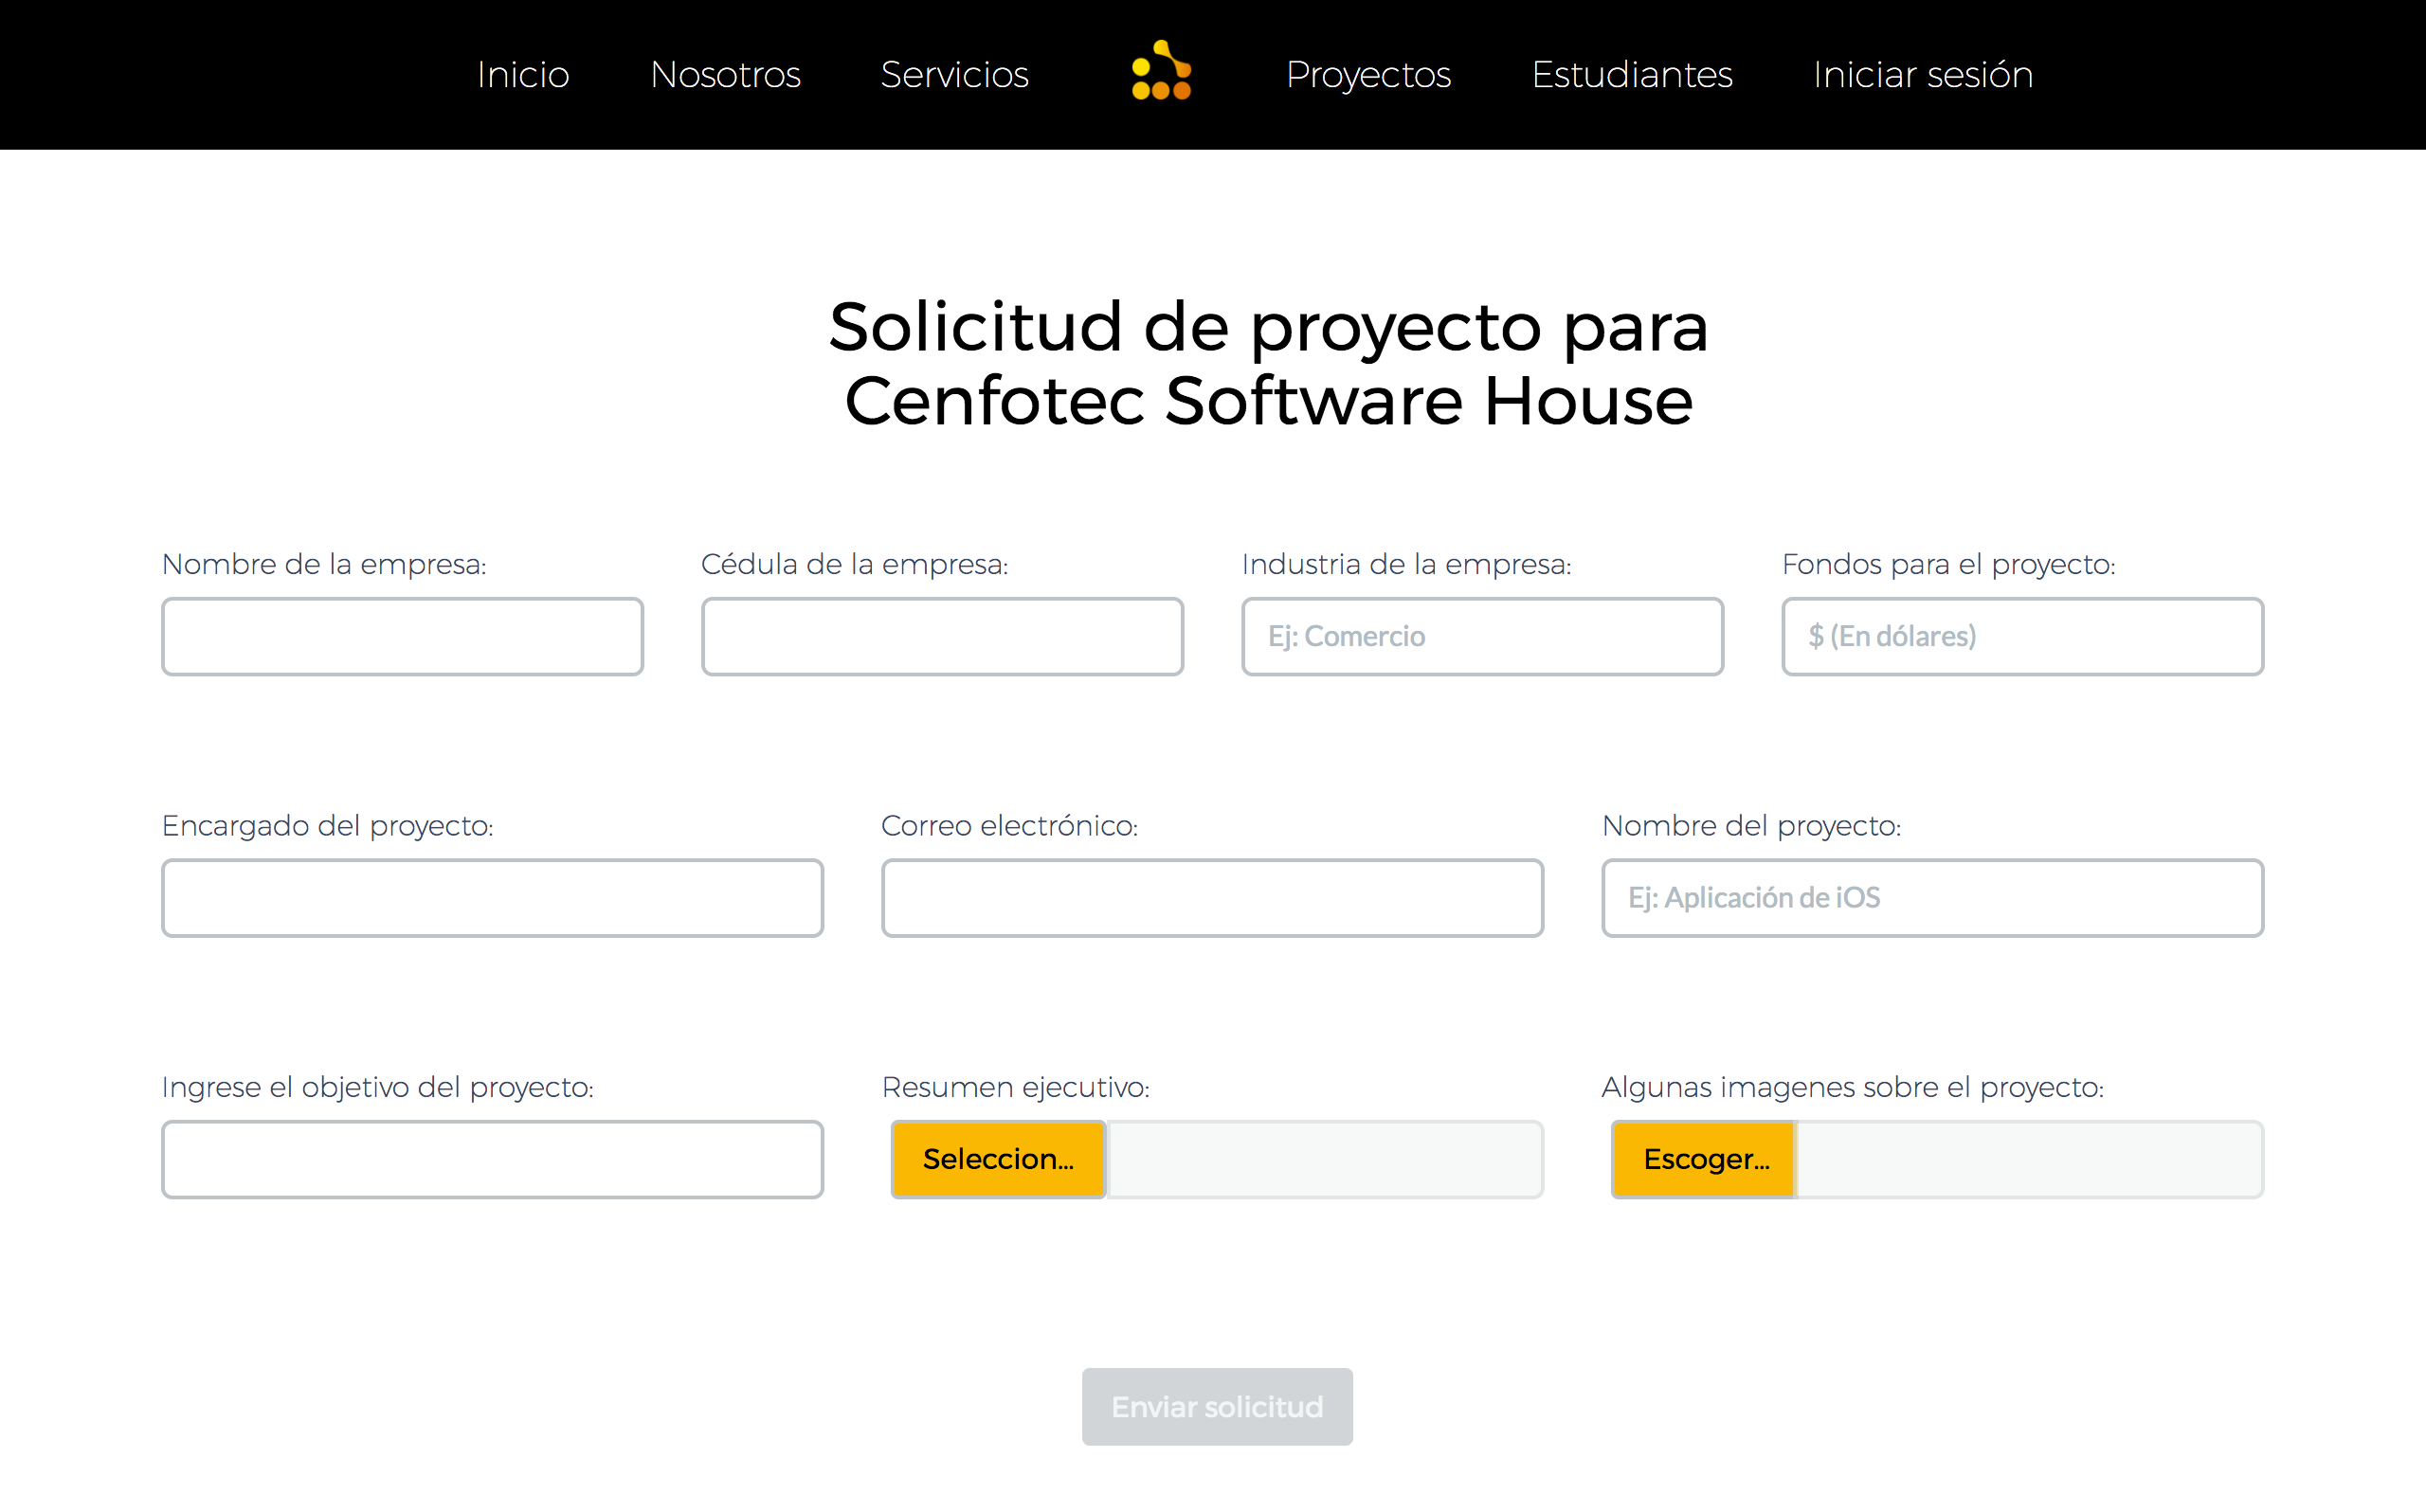 Inicio Nosotros Servicios Proyectos Estudiantes Iniciar sesión
Solicitud de proyecto para
Cenfotec Software House
Nombre de la empresa: Cédula de la empresa: Industria de la empresa: Fondos para el proyecto:
Ej: Comercio $ (En dólares)
Encargado del proyecto: Correo electrónico: Nombre del proyecto:
Ej: Aplicación de iOS
Ingrese el objetivo del proyecto: Resumen ejecutivo: Algunas imagenes sobre el proyecto:
Seleccion... Escoger...
Enviar solicitud